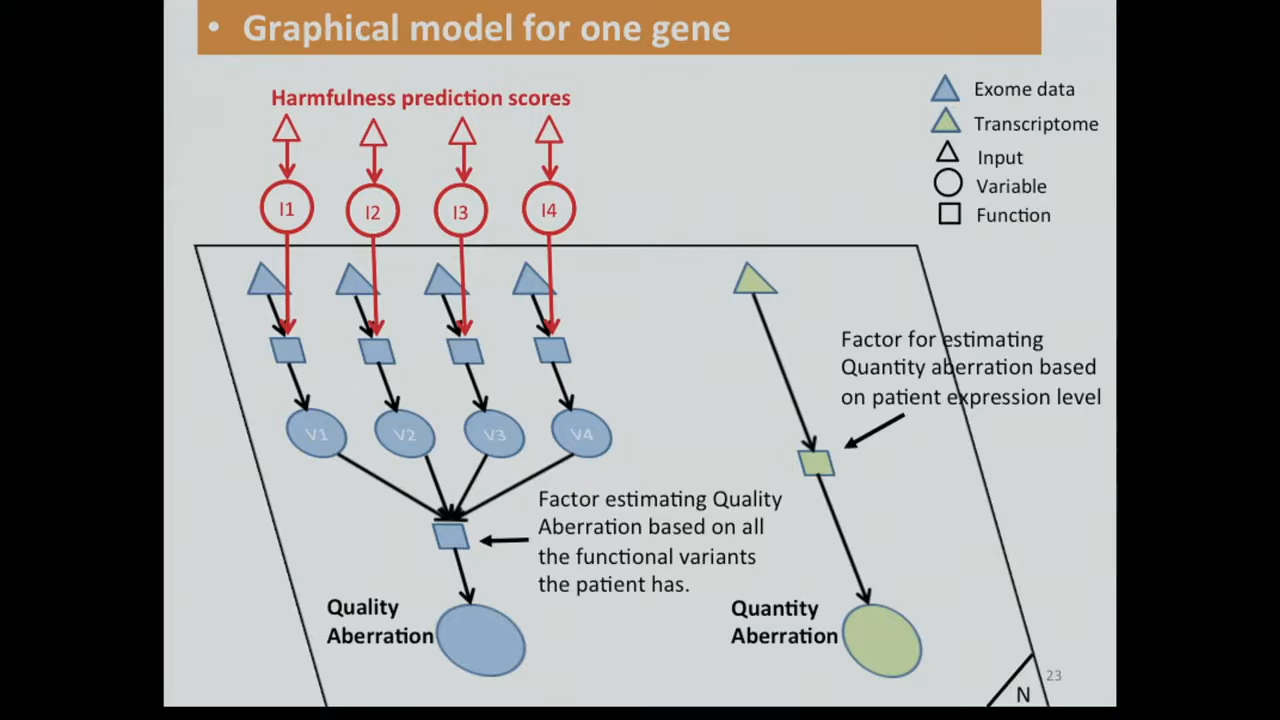 • Graphical model for one gene
Harmfulness prediction scores
Exome data
Transcriptome
Input
Variable
Function
I1
I2
I3
I4
Factor for estimating
Quantity aberration based
on patient expression level
V1
V2
V3
V4
Factor estimating Quality
Aberration based on all
the functional variants
the patient has.
Quality
Aberration
Quantity
Aberration
23
N